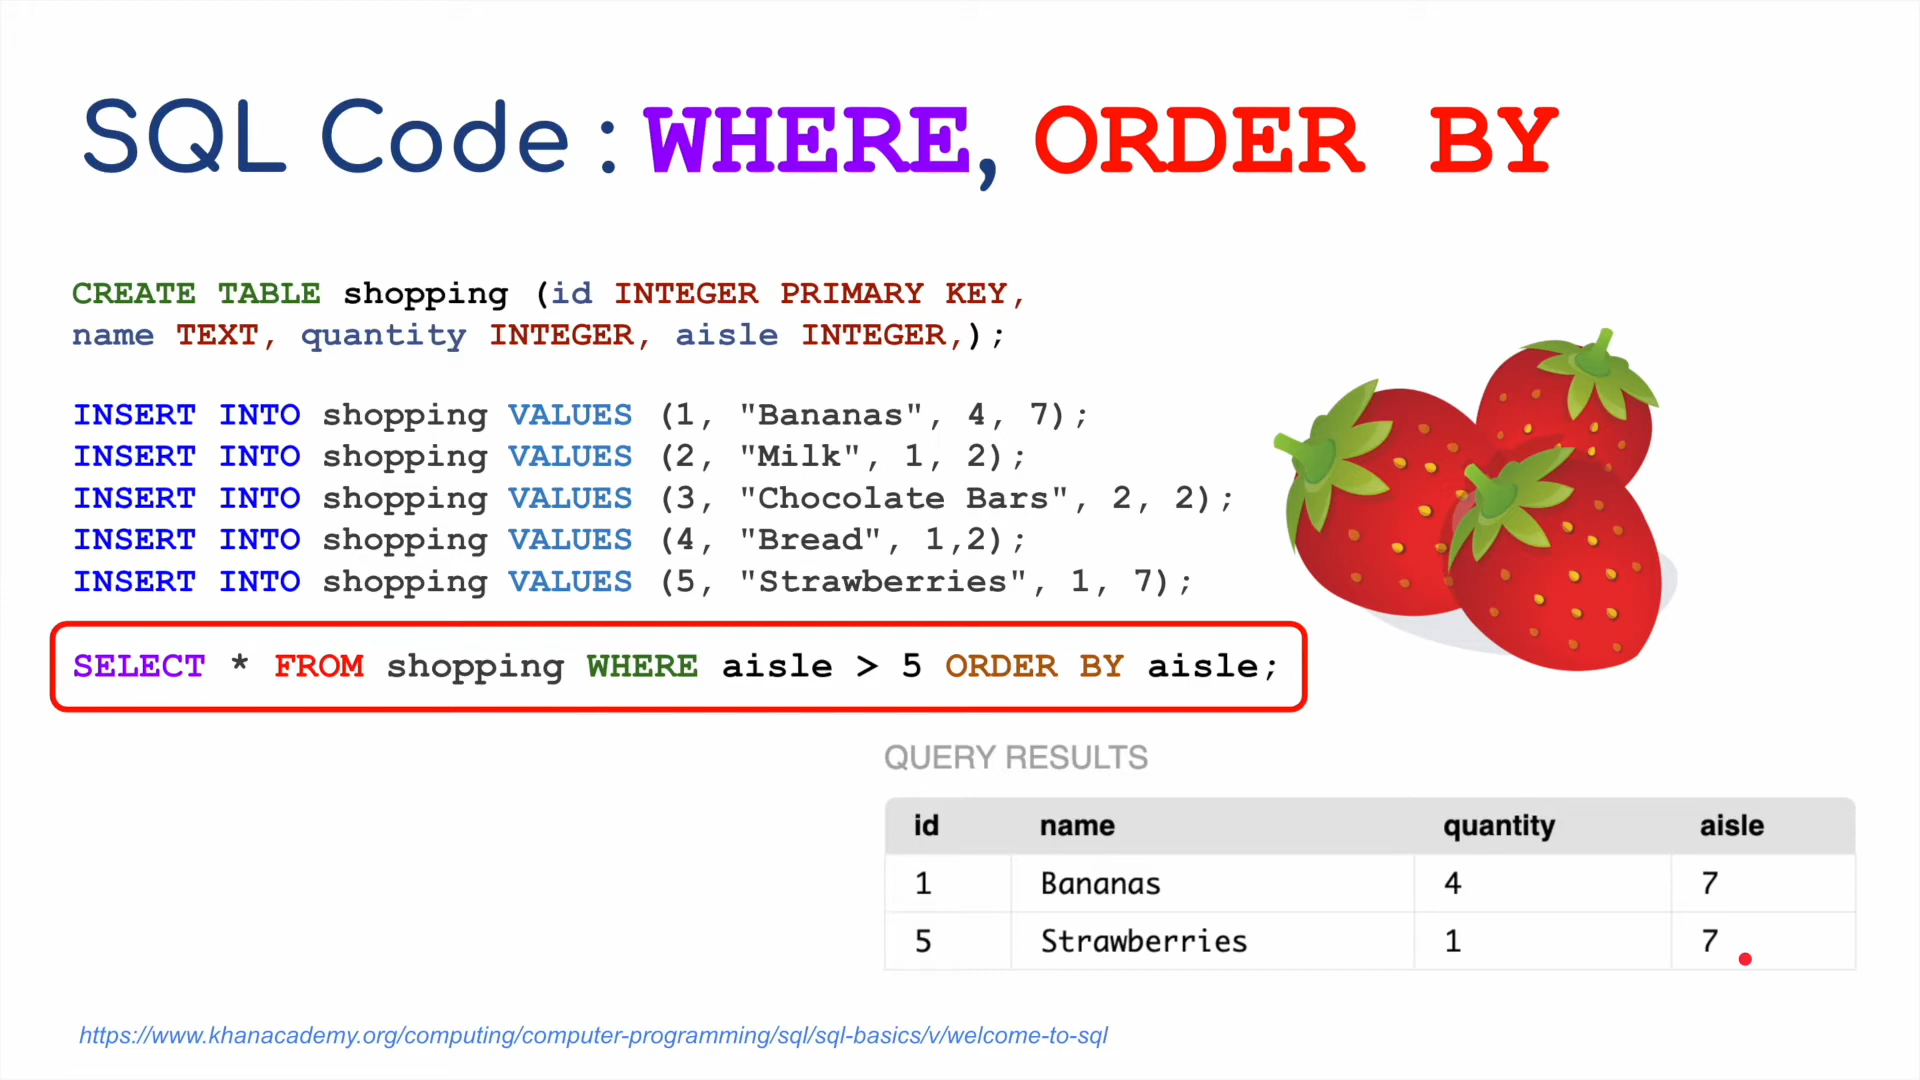 SQL Code : WHERE, ORDER BY
CREATE TABLE shopping (id INTEGER PRIMARY KEY,
name TEXT, quantity INTEGER, aisle INTEGER,);
INSERT INTO shopping VALUES (1, "Bananas", 4, 7);
INSERT INTO shopping VALUES (2, "Milk", 1, 2);
INSERT INTO shopping VALUES (3, "Chocolate Bars", 2, 2);
INSERT INTO shopping VALUES (4, "Bread", 1,2);
INSERT INTO shopping VALUES (5, "Strawberries", 1, 7);
SELECT * FROM shopping WHERE aisle > 5 ORDER BY aisle;
QUERY RESULTS
id name quantity aisle
1 Bananas 4 7
5 Strawberries 1 7
https://www.khanacademy.org/computing/computer-programming/sql/sql-basics/v/welcome-to-sql